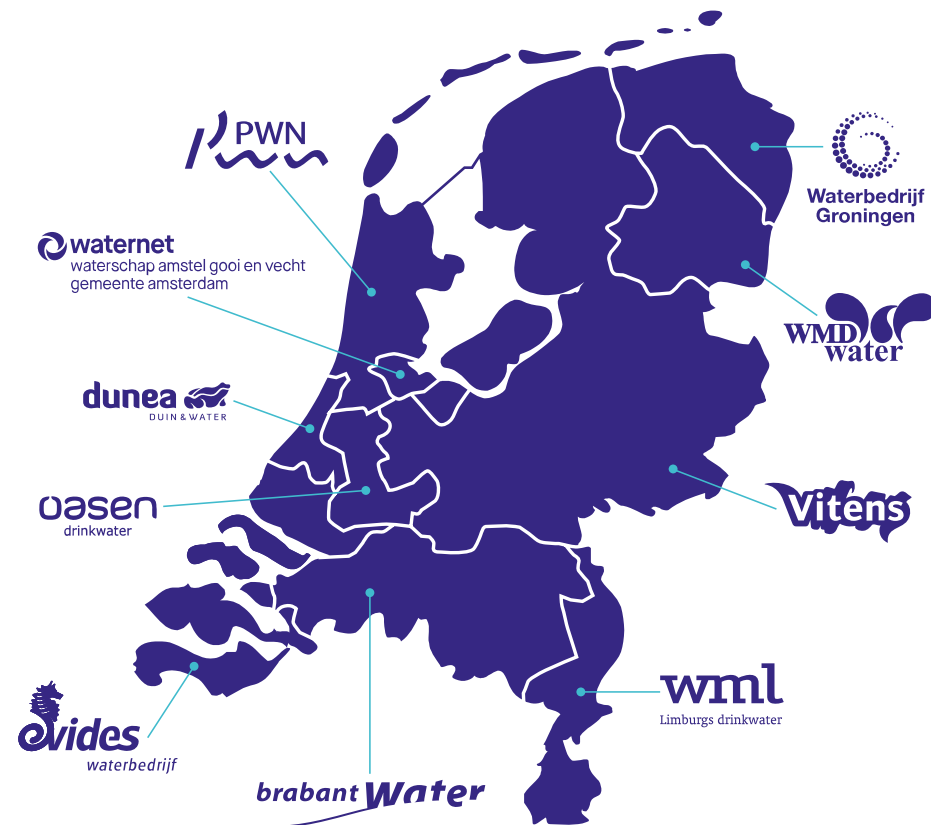 PWN
Waterbedrijf
Groningen
waternet
waterschap amstel gooi en vecht
gemeente amsterdam
WMD
water
dunea
DUIN & WATER
oasen
drinkwater
Vitens
wml
Limburgs drinkwater
evides
waterbedrijf
brabant Water